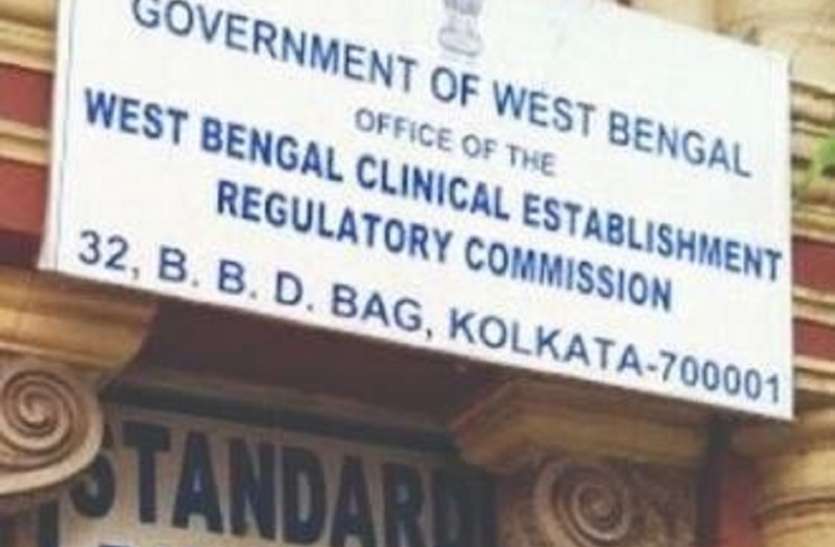 GOVERNMENT OF WEST BENGAL
OFFICE OF THE
WEST BENGAL CLINICAL ESTABLISHMENT
REGULATORY COMMISSION
32, B. B. D. BAG, KOLKATA-700001
STANDARD